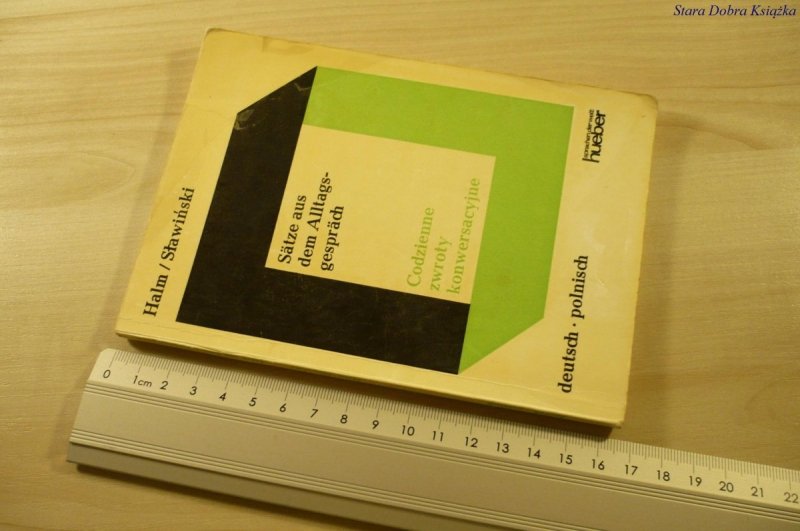 Stara Dobra Książka
Halm/Sławiński
Sätze aus
dem Alltags-
gespräch
Codzienne
zwroty
konwersacyjne
hueber
deutsch · polnisch
0 1cm 2 3 4 5 6 7 8 9 10 11 12 13 14 15 16 17 18 19 20 21 22